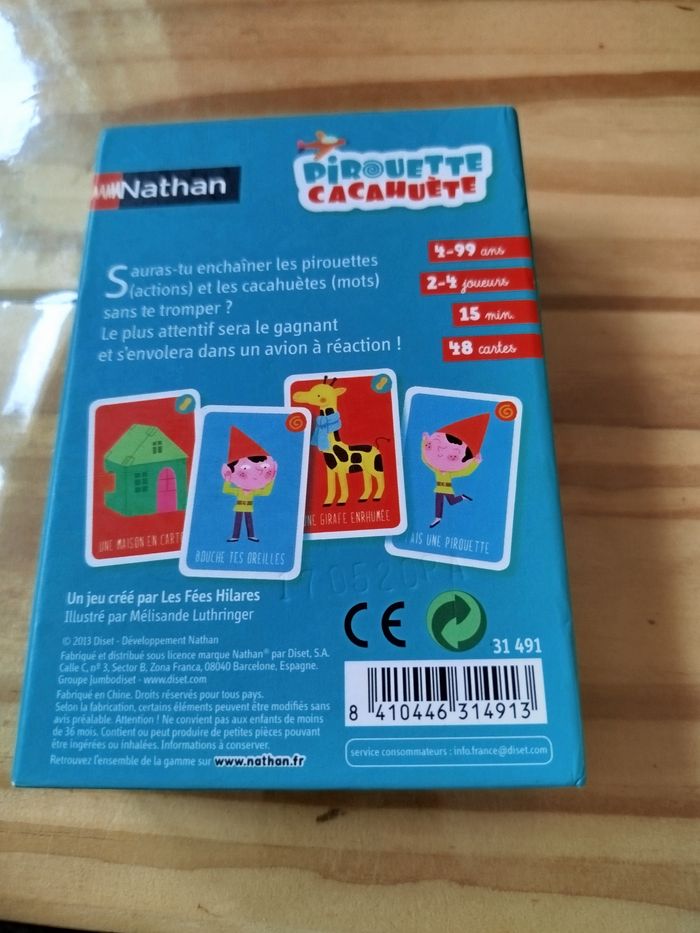 Nathan
PIROUETTE
CACAHUÈTE
Sauras-tu enchaîner les pirouettes
(actions) et les cacahuètes (mots)
sans te tromper ?
Le plus attentif sera le gagnant
et s'envolera dans un avion à réaction !
4-99 ans
2-4 joueurs
15 min.
48 cartes
UNE MAISON EN CARTO
BOUCHE TES OREILLES
UNE GIRAFE ENRHUMÉE
FAIS UNE PIROUETTE
Un jeu créé par Les Fées Hilares
Illustré par Mélisande Luthringer
© 2013 Diset - Développement Nathan
Fabriqué et distribué sous licence marque Nathan® par Diset, S.A.
Calle C, nº 3, Sector B, Zona Franca, 08040 Barcelone, Espagne.
Groupe Jumbodiset - www.diset.com
Fabriqué en Chine. Droits réservés pour tous pays.
Selon la fabrication, certains éléments peuvent être modifiés sans
avis préalable. Attention ! Ne convient pas aux enfants de moins
de 36 mois. Contient ou peut produire de petites pièces pouvant
être ingérées ou inhalées. Informations à conserver.
Retrouvez l'ensemble de la gamme sur www.nathan.fr
CE
31 491
8 410446 314913
service consommateurs : info.france@diset.com